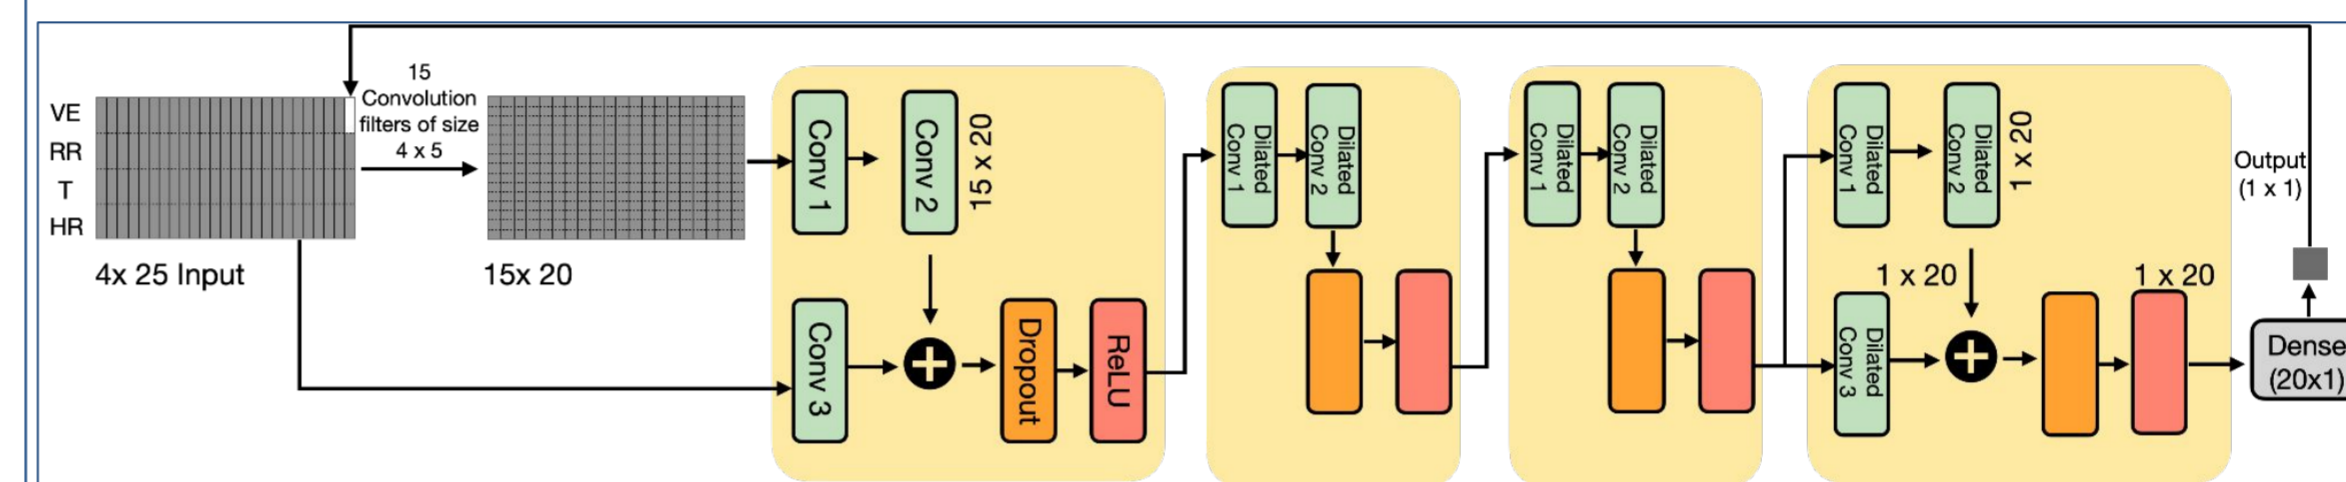 VE
RR
T
HR
4x 25 Input
15
Convolution
filters of size
4 x 5
15x 20
Conv 1
Conv 2
15 x 20
Conv 3
Dropout
ReLU
Dilated
Conv 1
Dilated
Conv 2
Dilated
Conv 1
Dilated
Conv 2
Dilated
Conv 1
Dilated
Conv 2
1 x 20
1 x 20
Dilated
Conv 3
1 x 20
Output
(1 x 1)
Dense
(20x1)